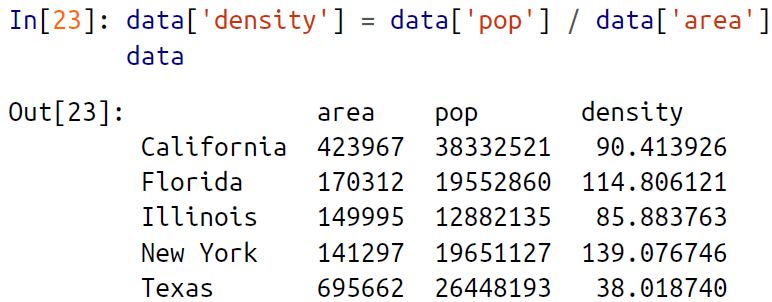 In[23]: data['density'] = data['pop'] / data['area']
data
Out[23]: area pop density
California 423967 38332521 90.413926
Florida 170312 19552860 114.806121
Illinois 149995 12882135 85.883763
New York 141297 19651127 139.076746
Texas 695662 26448193 38.018740